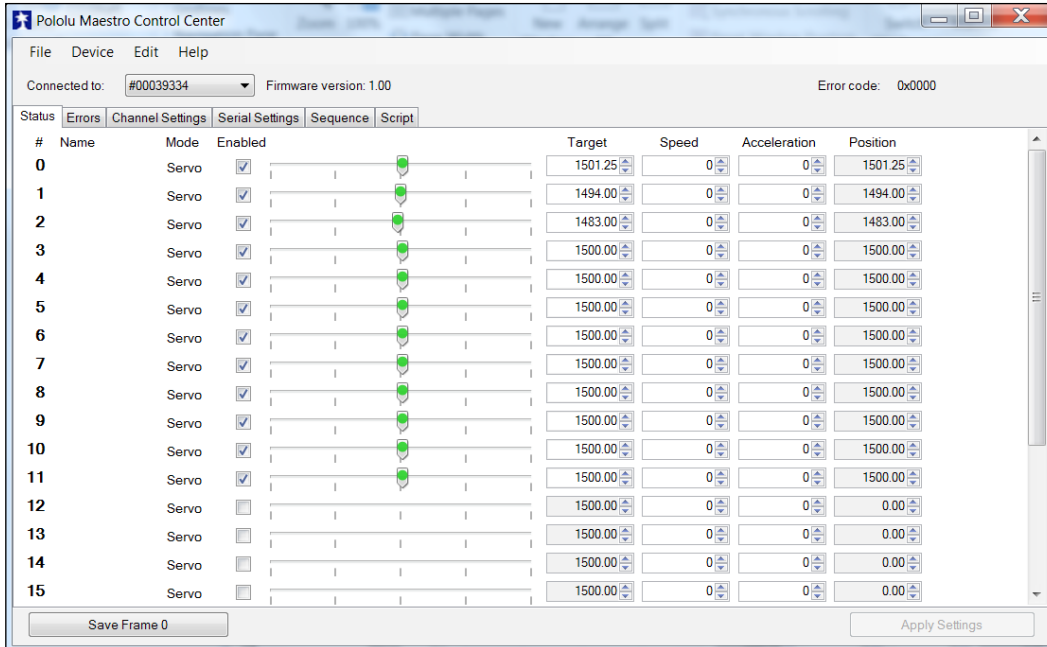 Pololu Maestro Control Center
File Device Edit Help
Connected to: #00039334 Firmware version: 1.00 Error code: 0x0000
Status Errors Channel Settings Serial Settings Sequence Script
# Name Mode Enabled Target Speed Acceleration Position
0 Servo 1501.25 0 0 1501.25
1 Servo 1494.00 0 0 1494.00
2 Servo 1483.00 0 0 1483.00
3 Servo 1500.00 0 0 1500.00
4 Servo 1500.00 0 0 1500.00
5 Servo 1500.00 0 0 1500.00
6 Servo 1500.00 0 0 1500.00
7 Servo 1500.00 0 0 1500.00
8 Servo 1500.00 0 0 1500.00
9 Servo 1500.00 0 0 1500.00
10 Servo 1500.00 0 0 1500.00
11 Servo 1500.00 0 0 1500.00
12 Servo 1500.00 0 0 0.00
13 Servo 1500.00 0 0 0.00
14 Servo 1500.00 0 0 0.00
15 Servo 1500.00 0 0 0.00
Save Frame 0 Apply Settings